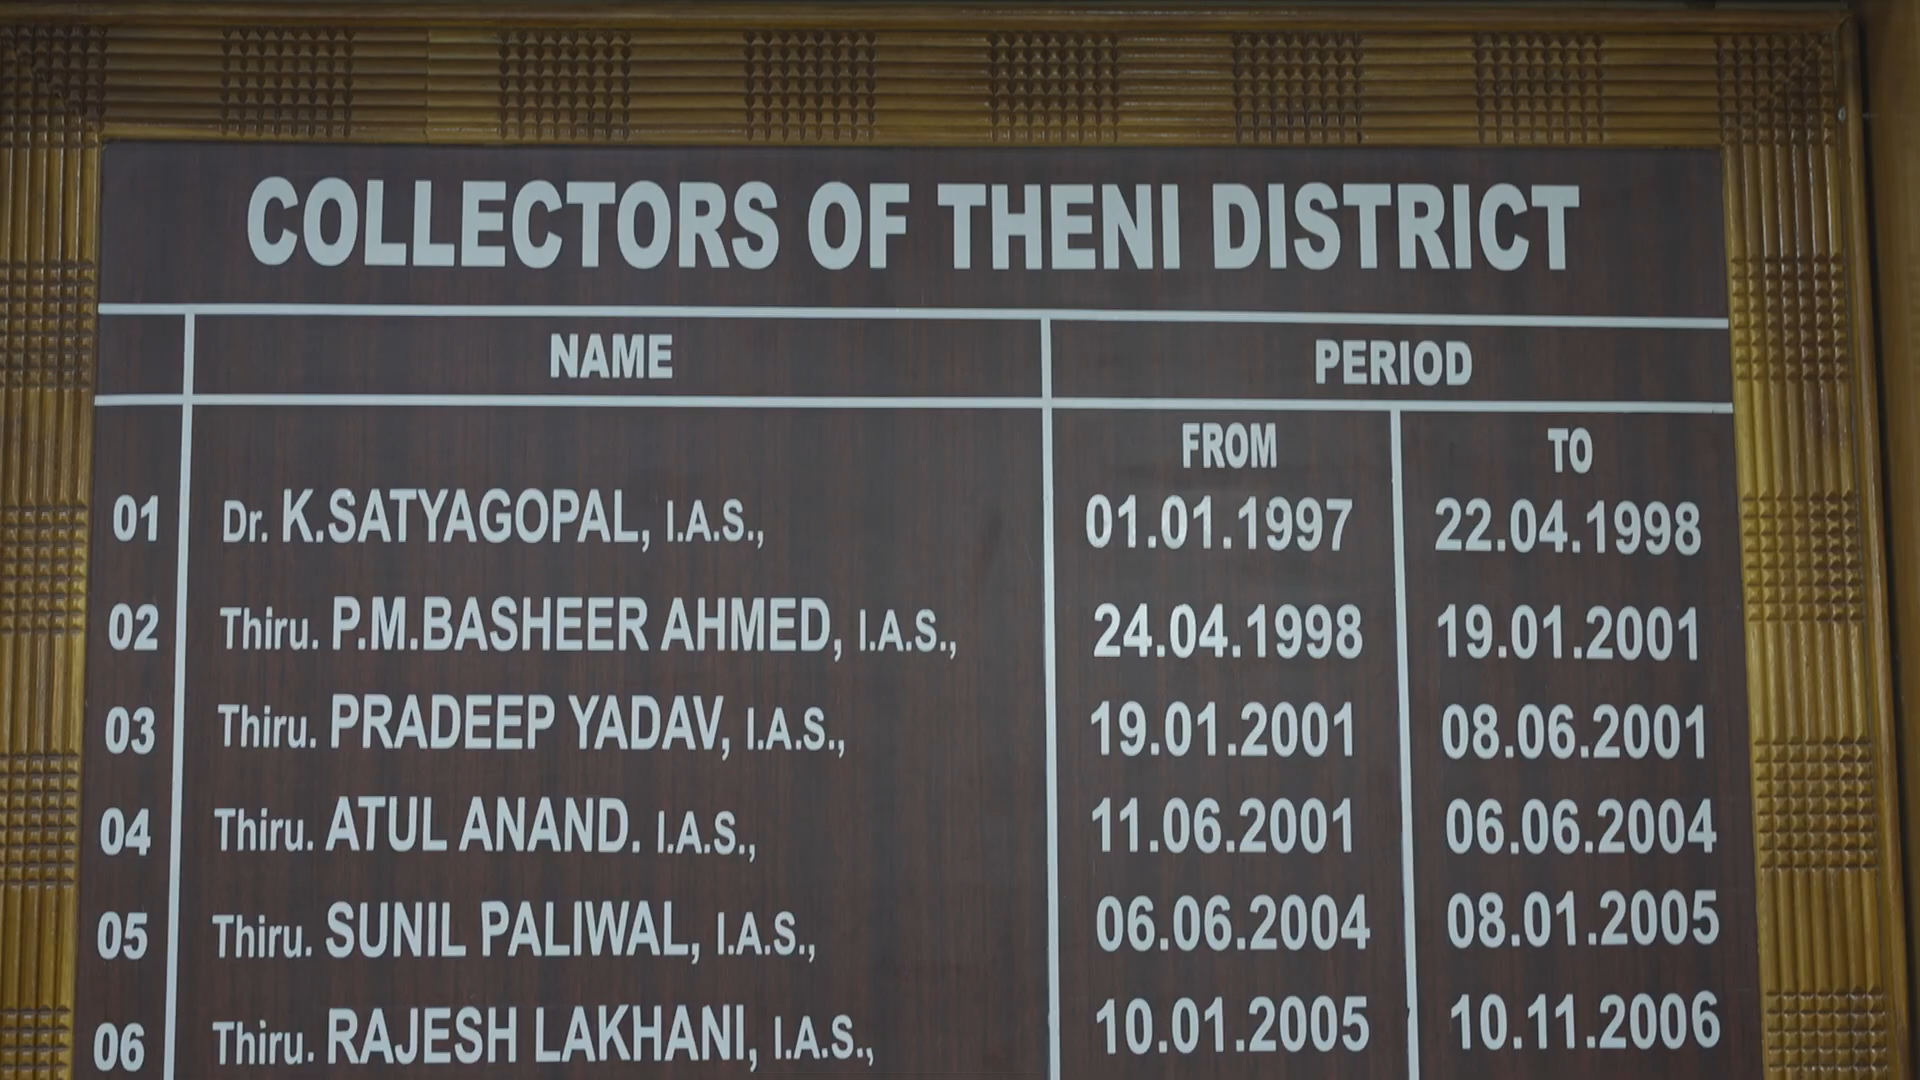 COLLECTORS OF THENI DISTRICT
NAME PERIOD
FROM TO
01 Dr. K.SATYAGOPAL, I.A.S., 01.01.1997 22.04.1998
02 Thiru. P.M.BASHEER AHMED, I.A.S., 24.04.1998 19.01.2001
03 Thiru. PRADEEP YADAV, I.A.S., 19.01.2001 08.06.2001
04 Thiru. ATUL ANAND. I.A.S., 11.06.2001 06.06.2004
05 Thiru. SUNIL PALIWAL, I.A.S., 06.06.2004 08.01.2005
06 Thiru. RAJESH LAKHANI, I.A.S., 10.01.2005 10.11.2006